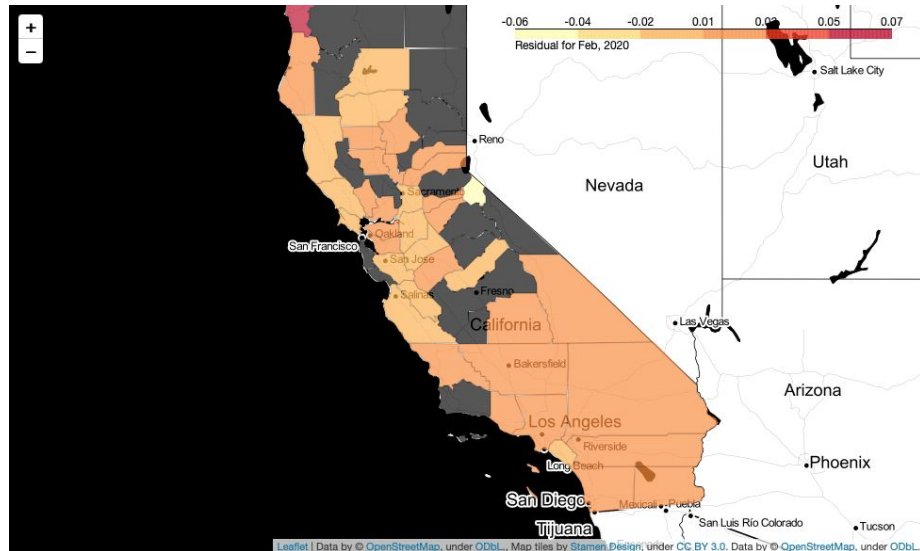 +
−
-0.06 -0.04 -0.02 0.01 0.03 0.05 0.07
Residual for Feb, 2020
Salt Lake City
Reno
Utah
Nevada
Sacramento
Oakland
San Francisco
San Jose
Salinas
Fresno
California
Las Vegas
Bakersfield
Arizona
Los Angeles
Riverside
Long Beach
Phoenix
San Diego
Mexicali
Puebla
San Luis Río Colorado
Tijuana
Tucson
Leaflet | Data by © OpenStreetMap, under ODbL., Map tiles by Stamen Design, under CC BY 3.0. Data by © OpenStreetMap, under ODbL.